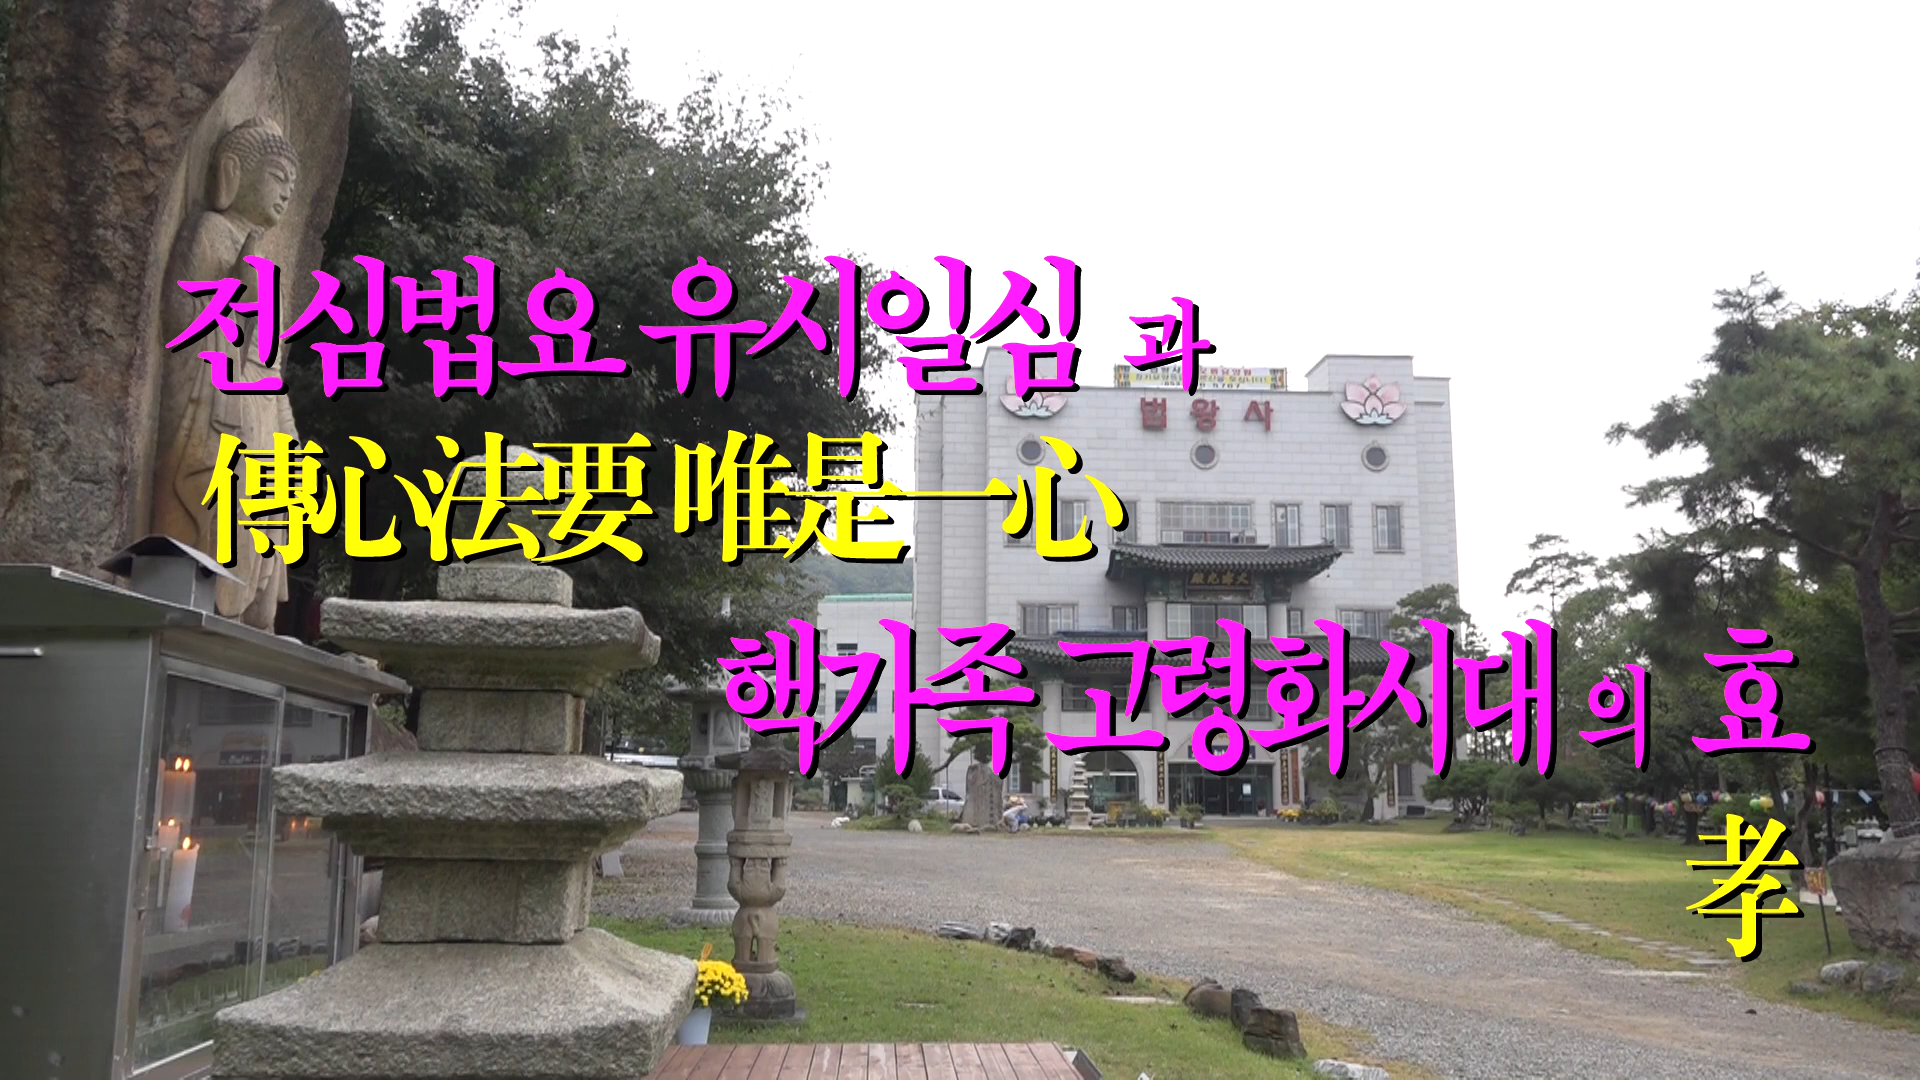 전심법요 유시일심 과
傳心法要 唯是一心
핵가족 고령화시대 의 효
孝
법왕사